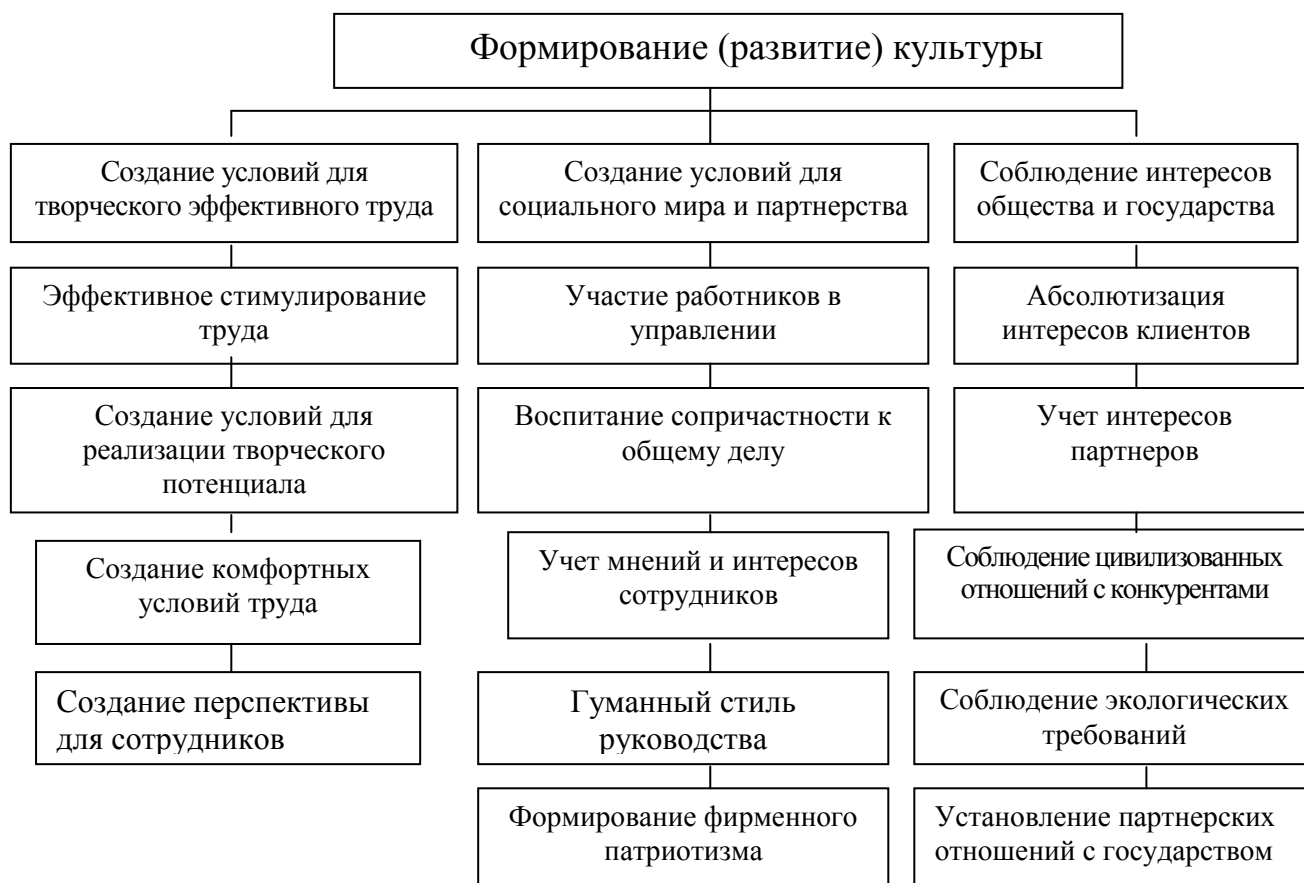 Формирование (развитие) культуры
Создание условий для
творческого эффективного труда
Создание условий для
социального мира и партнерства
Соблюдение интересов
общества и государства
Эффективное стимулирование
труда
Участие работников в
управлении
Абсолютизация
интересов клиентов
Создание условий для
реализации творческого
потенциала
Воспитание сопричастности к
общему делу
Учет интересов
партнеров
Создание комфортных
условий труда
Учет мнений и интересов
сотрудников
Соблюдение цивилизованных
отношений с конкурентами
Создание перспективы
для сотрудников
Гуманный стиль
руководства
Соблюдение экологических
требований
Формирование фирменного
патриотизма
Установление партнерских
отношений с государством